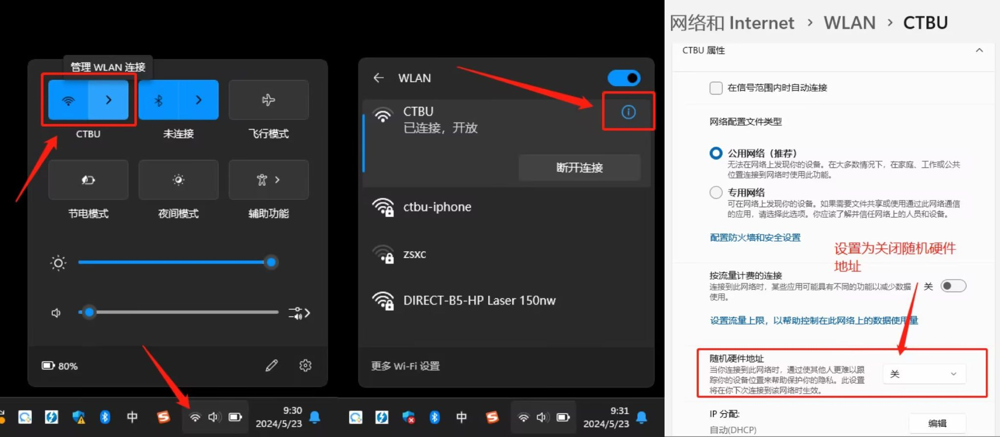 管理 WLAN 连接
CTBU
未连接
飞行模式
节电模式
夜间模式
辅助功能
80%
中
S
9:30
2024/5/23
WLAN
CTBU
已连接，开放
断开连接
ctbu-iphone
zsxc
DIRECT-B5-HP Laser 150nw
更多 Wi-Fi 设置
中
S
9:31
2024/5/23
网络和 Internet › WLAN › CTBU
CTBU 属性
在信号范围内时自动连接
网络配置文件类型
公用网络（推荐）
无法在网络上发现你的设备。在大多数情况下，在家庭、工作或公共
位置连接到网络时使用此功能。
专用网络
可在网络上发现你的设备。如果需要文件共享或使用通过此网络通信
的应用，请选择此选项。你应该了解并信任网络上的人员和设备。
配置防火墙和安全设置
设置为关闭随机硬件
地址
按流量计费的连接
连接到此网络时，某些应用可能具有不同的功能以减少数据
使用。
关
设置流量上限，以帮助控制在此网络上的数据使用量
随机硬件地址
当你连接到此网络时，通过使其他人更难以跟
踪你的设备位置来帮助保护你的隐私。此设置
将在你下次连接到该网络时生效。
关
IP 分配:
自动(DHCP)
编辑